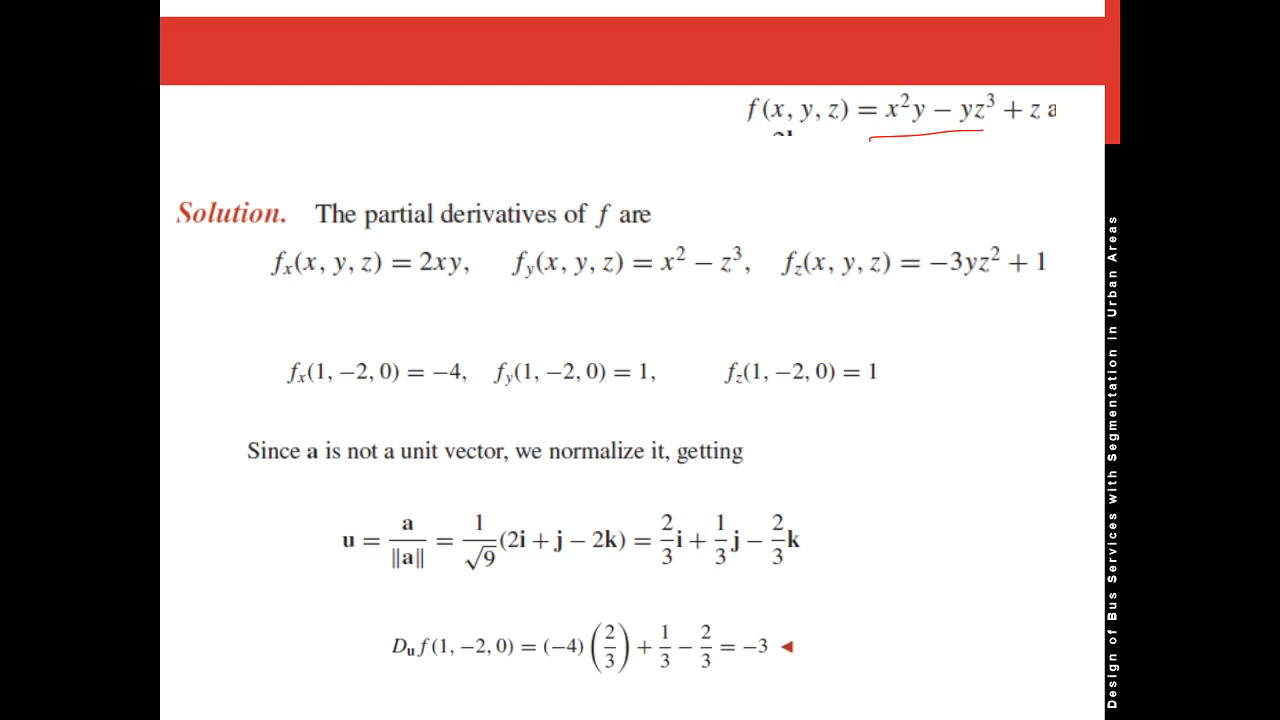 f(x, y, z) = x²y − yz³ + z a
Solution. The partial derivatives of f are
fₓ(x, y, z) = 2xy, f_y(x, y, z) = x² − z³, f_z(x, y, z) = −3yz² + 1
fₓ(1, −2, 0) = −4, f_y(1, −2, 0) = 1, f_z(1, −2, 0) = 1
Since a is not a unit vector, we normalize it, getting
u = a/‖a‖ = 1/√9 (2i + j − 2k) = 2/3 i + 1/3 j − 2/3 k
D_u f(1, −2, 0) = (−4)(2/3) + 1/3 − 2/3 = −3 ◄
Design of Bus Services with Segmentation in Urban Areas